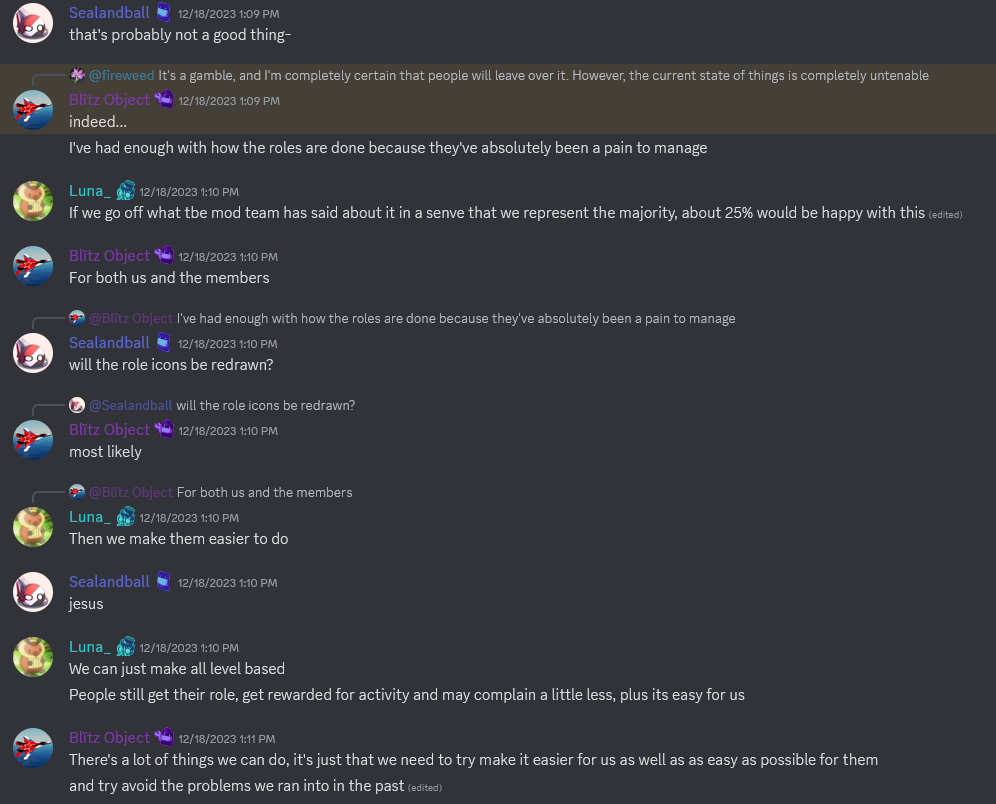 Sealandball 12/18/2023 1:09 PM
that's probably not a good thing-
@fireweed It's a gamble, and I'm completely certain that people will leave over it. However, the current state of things is completely untenable
Blītz Object 12/18/2023 1:09 PM
indeed...
I've had enough with how the roles are done because they've absolutely been a pain to manage
Luna_ 12/18/2023 1:10 PM
If we go off what tbe mod team has said about it in a senve that we represent the majority, about 25% would be happy with this (edited)
Blītz Object 12/18/2023 1:10 PM
For both us and the members
@Blītz Object I've had enough with how the roles are done because they've absolutely been a pain to manage
Sealandball 12/18/2023 1:10 PM
will the role icons be redrawn?
@Sealandball will the role icons be redrawn?
Blītz Object 12/18/2023 1:10 PM
most likely
@Blītz Object For both us and the members
Luna_ 12/18/2023 1:10 PM
Then we make them easier to do
Sealandball 12/18/2023 1:10 PM
jesus
Luna_ 12/18/2023 1:10 PM
We can just make all level based
People still get their role, get rewarded for activity and may complain a little less, plus its easy for us
Blītz Object 12/18/2023 1:11 PM
There's a lot of things we can do, it's just that we need to try make it easier for us as well as as easy as possible for them
and try avoid the problems we ran into in the past (edited)